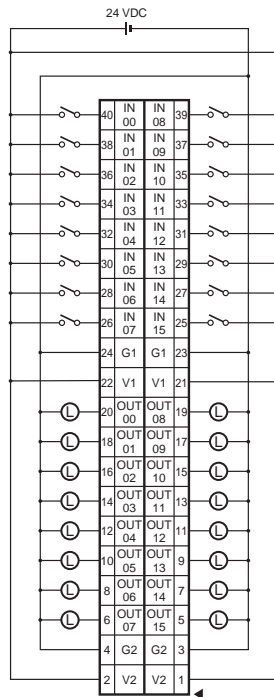 24 VDC
40 IN 00 IN 08 39
38 IN 01 IN 09 37
36 IN 02 IN 10 35
34 IN 03 IN 11 33
32 IN 04 IN 12 31
30 IN 05 IN 13 29
28 IN 06 IN 14 27
26 IN 07 IN 15 25
24 G1 G1 23
22 V1 V1 21
L 20 OUT 00 OUT 08 19 L
L 18 OUT 01 OUT 09 17 L
L 16 OUT 02 OUT 10 15 L
L 14 OUT 03 OUT 11 13 L
L 12 OUT 04 OUT 12 11 L
L 10 OUT 05 OUT 13 9 L
L 8 OUT 06 OUT 14 7 L
L 6 OUT 07 OUT 15 5 L
4 G2 G2 3
2 V2 V2 1